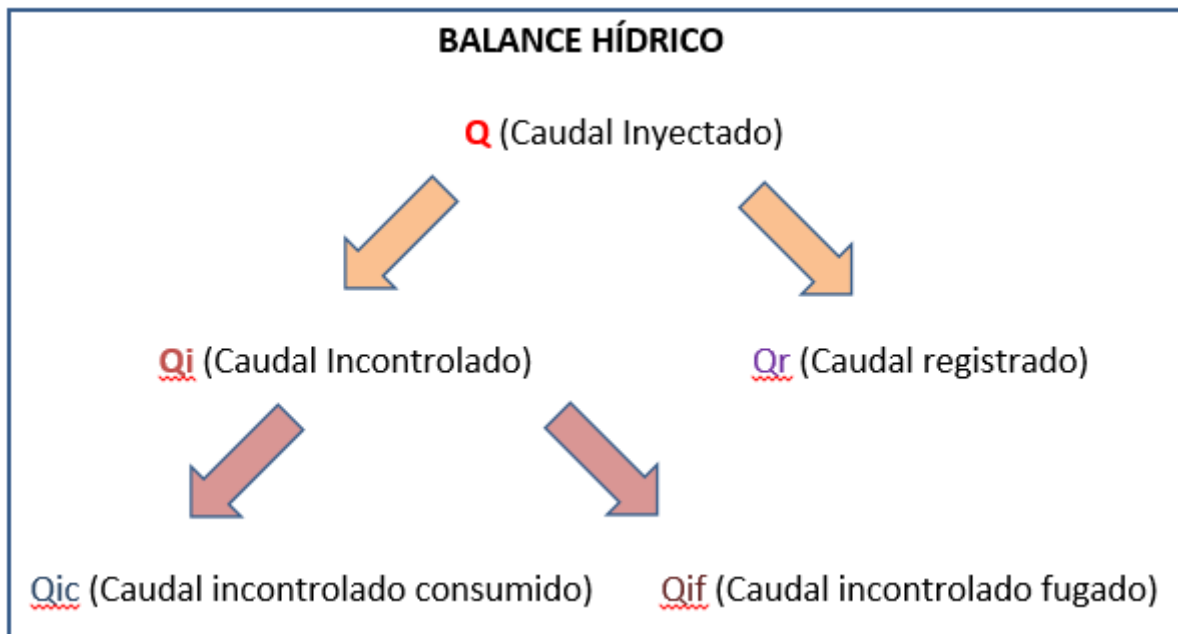 BALANCE HÍDRICO
Q (Caudal Inyectado)
Qi (Caudal Incontrolado) Qr (Caudal registrado)
Qic (Caudal incontrolado consumido) Qif (Caudal incontrolado fugado)